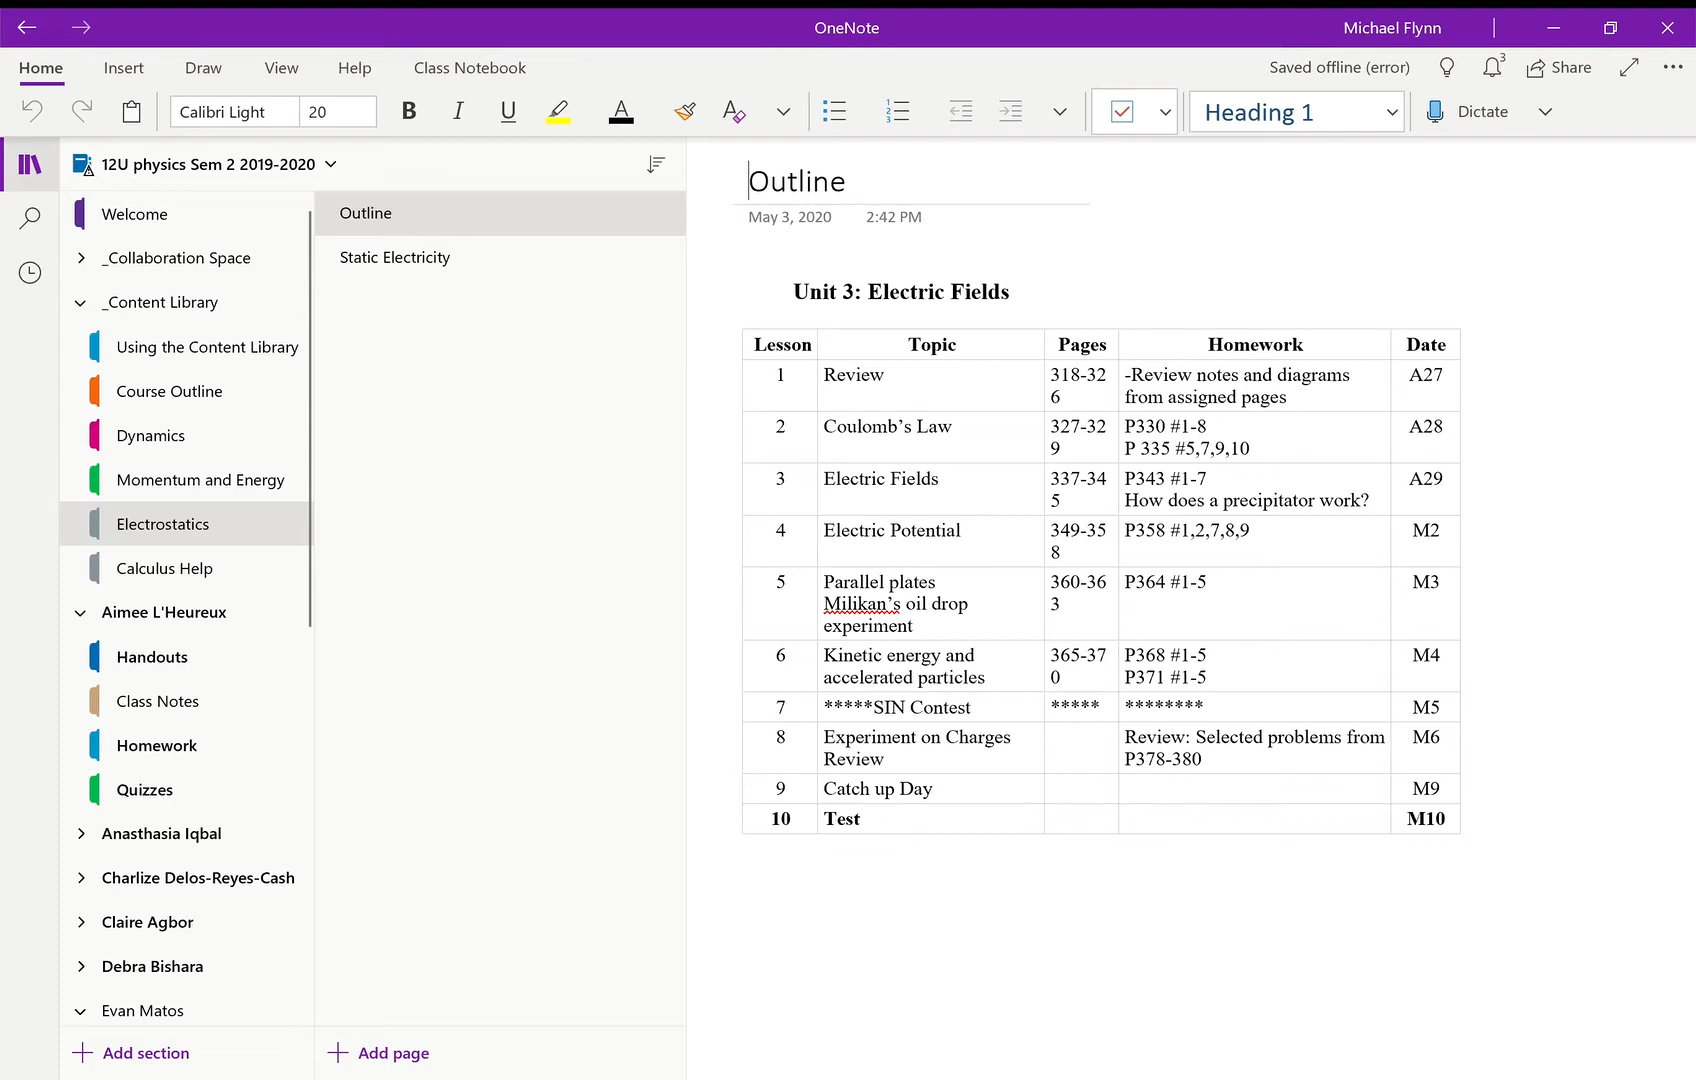 OneNote
Michael Flynn
Home Insert Draw View Help Class Notebook
Saved offline (error)
3
Share
Calibri Light 20
B I U A A
Heading 1
Dictate
12U physics Sem 2 2019-2020
Welcome
_Collaboration Space
_Content Library
Using the Content Library
Course Outline
Dynamics
Momentum and Energy
Electrostatics
Calculus Help
Aimee L'Heureux
Handouts
Class Notes
Homework
Quizzes
Anasthasia Iqbal
Charlize Delos-Reyes-Cash
Claire Agbor
Debra Bishara
Evan Matos
Add section
Outline
Static Electricity
Add page
Outline
May 3, 2020 2:42 PM
Unit 3: Electric Fields
Lesson Topic Pages Homework Date
1 Review 318-32 -Review notes and diagrams A27
6 from assigned pages
2 Coulomb’s Law 327-32 P330 #1-8 A28
9 P 335 #5,7,9,10
3 Electric Fields 337-34 P343 #1-7 A29
5 How does a precipitator work?
4 Electric Potential 349-35 P358 #1,2,7,8,9 M2
8
5 Parallel plates 360-36 P364 #1-5 M3
Milikan’s oil drop 3
experiment
6 Kinetic energy and 365-37 P368 #1-5 M4
accelerated particles 0 P371 #1-5
7 *****SIN Contest ***** ******** M5
8 Experiment on Charges Review: Selected problems from M6
Review P378-380
9 Catch up Day M9
10 Test M10